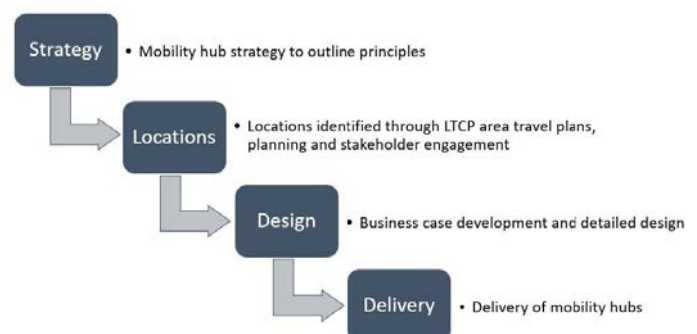 Strategy
• Mobility hub strategy to outline principles
Locations
• Locations identified through LTCP area travel plans,
planning and stakeholder engagement
Design
• Business case development and detailed design
Delivery
• Delivery of mobility hubs